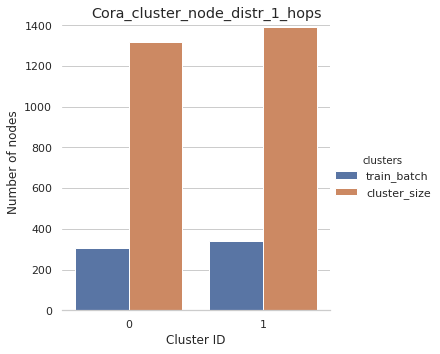 Cora_cluster_node_distr_1_hops
1400
1200
1000
800
600
400
200
0
Number of nodes
0
1
Cluster ID
clusters
train_batch
cluster_size